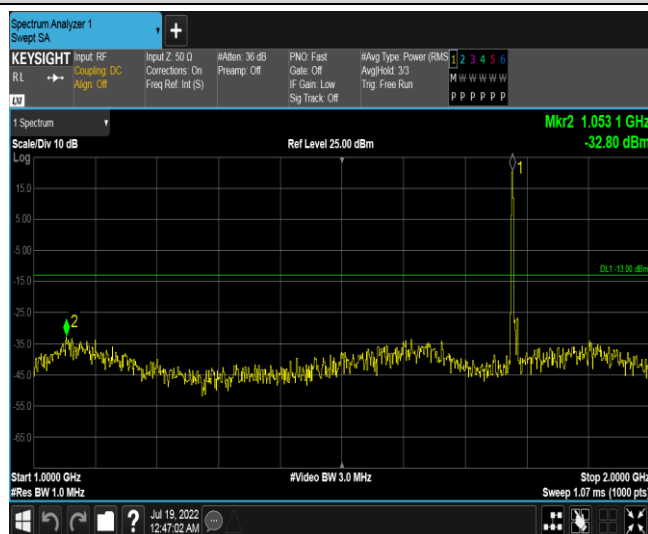 Spectrum Analyzer 1
Swept SA
+
KEYSIGHT
RL
LXI
Input: RF
Coupling: DC
Align: Off
Input Z: 50 Ω
Corrections: On
Freq Ref: Int (S)
#Atten: 36 dB
Preamp: Off
PNO: Fast
Gate: Off
IF Gain: Low
Sig Track: Off
#Avg Type: Power (RMS
Avg|Hold: 3/3
Trig: Free Run
1 2 3 4 5 6
M W W W W W
P P P P P P
1 Spectrum
Scale/Div 10 dB
Ref Level 25.00 dBm
Mkr2 1.053 1 GHz
-32.80 dBm
Log
15.0
5.00
-5.00
-15.0
-25.0
-35.0
-45.0
-55.0
-65.0
1
2
DL1 -13.00 dBm
Start 1.0000 GHz
#Video BW 3.0 MHz
Stop 2.0000 GHz
#Res BW 1.0 MHz
Sweep 1.07 ms (1000 pts)
?
Jul 19, 2022
12:47:02 AM